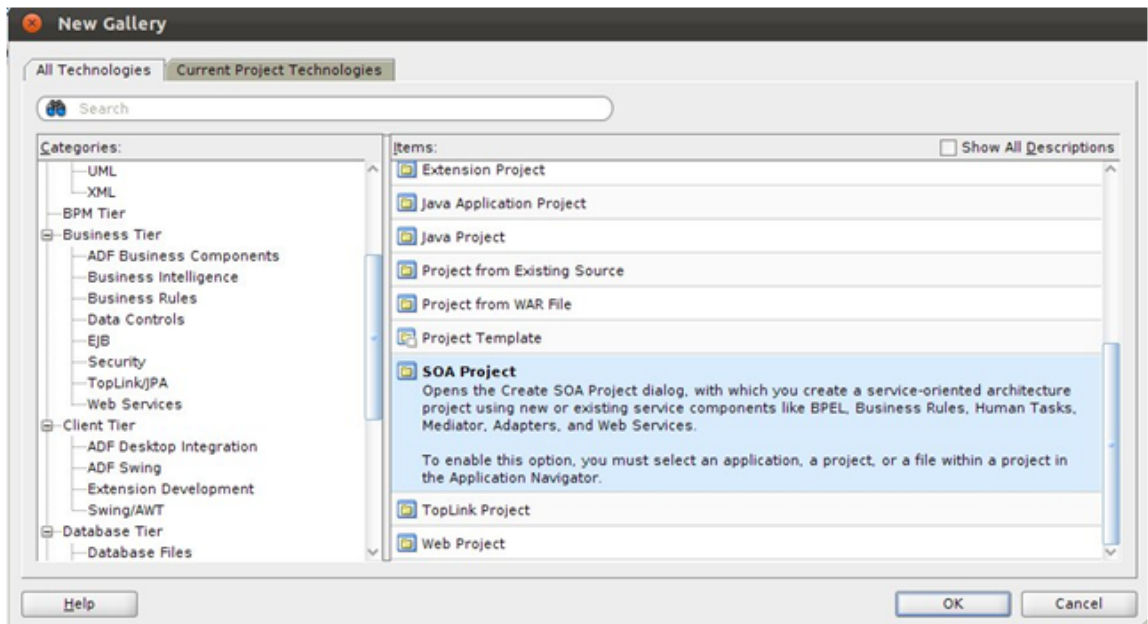 New Gallery
All Technologies
Current Project Technologies
Search
Categories:
UML
XML
BPM Tier
Business Tier
ADF Business Components
Business Intelligence
Business Rules
Data Controls
EJB
Security
TopLink/JPA
Web Services
Client Tier
ADF Desktop Integration
ADF Swing
Extension Development
Swing/AWT
Database Tier
Database Files
Items:
Show All Descriptions
Extension Project
Java Application Project
Java Project
Project from Existing Source
Project from WAR File
Project Template
SOA Project
Opens the Create SOA Project dialog, with which you create a service-oriented architecture
project using new or existing service components like BPEL, Business Rules, Human Tasks,
Mediator, Adapters, and Web Services.
To enable this option, you must select an application, a project, or a file within a project in
the Application Navigator.
TopLink Project
Web Project
Help
OK
Cancel